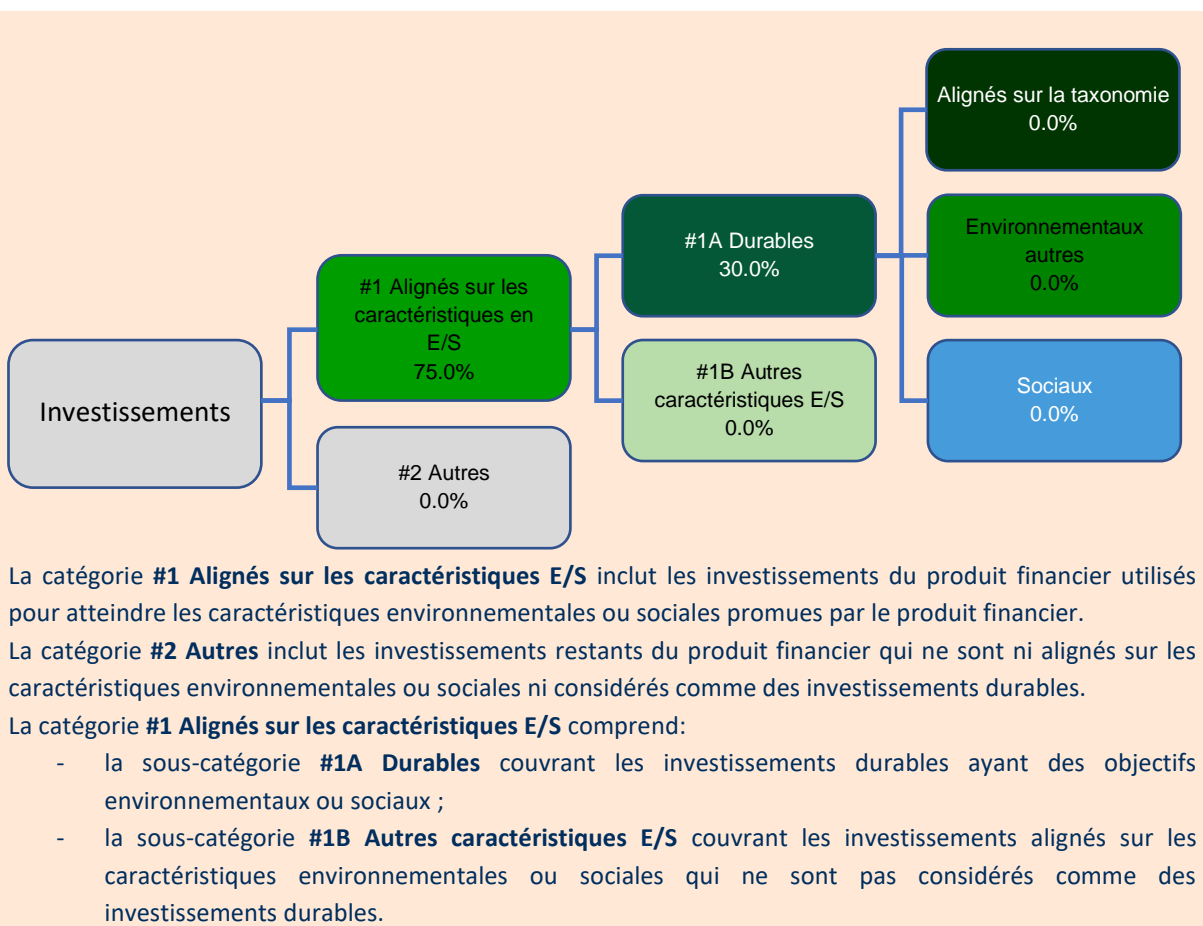 Alignés sur la taxonomie
0.0%
#1A Durables
30.0%
Environnementaux
autres
0.0%
#1 Alignés sur les
caractéristiques en
E/S
75.0%
#1B Autres
caractéristiques E/S
0.0%
Sociaux
0.0%
Investissements
#2 Autres
0.0%
La catégorie #1 Alignés sur les caractéristiques E/S inclut les investissements du produit financier utilisés
pour atteindre les caractéristiques environnementales ou sociales promues par le produit financier.
La catégorie #2 Autres inclut les investissements restants du produit financier qui ne sont ni alignés sur les
caractéristiques environnementales ou sociales ni considérés comme des investissements durables.
La catégorie #1 Alignés sur les caractéristiques E/S comprend:
- la sous-catégorie #1A Durables couvrant les investissements durables ayant des objectifs
environnementaux ou sociaux ;
- la sous-catégorie #1B Autres caractéristiques E/S couvrant les investissements alignés sur les
caractéristiques environnementales ou sociales qui ne sont pas considérés comme des
investissements durables.